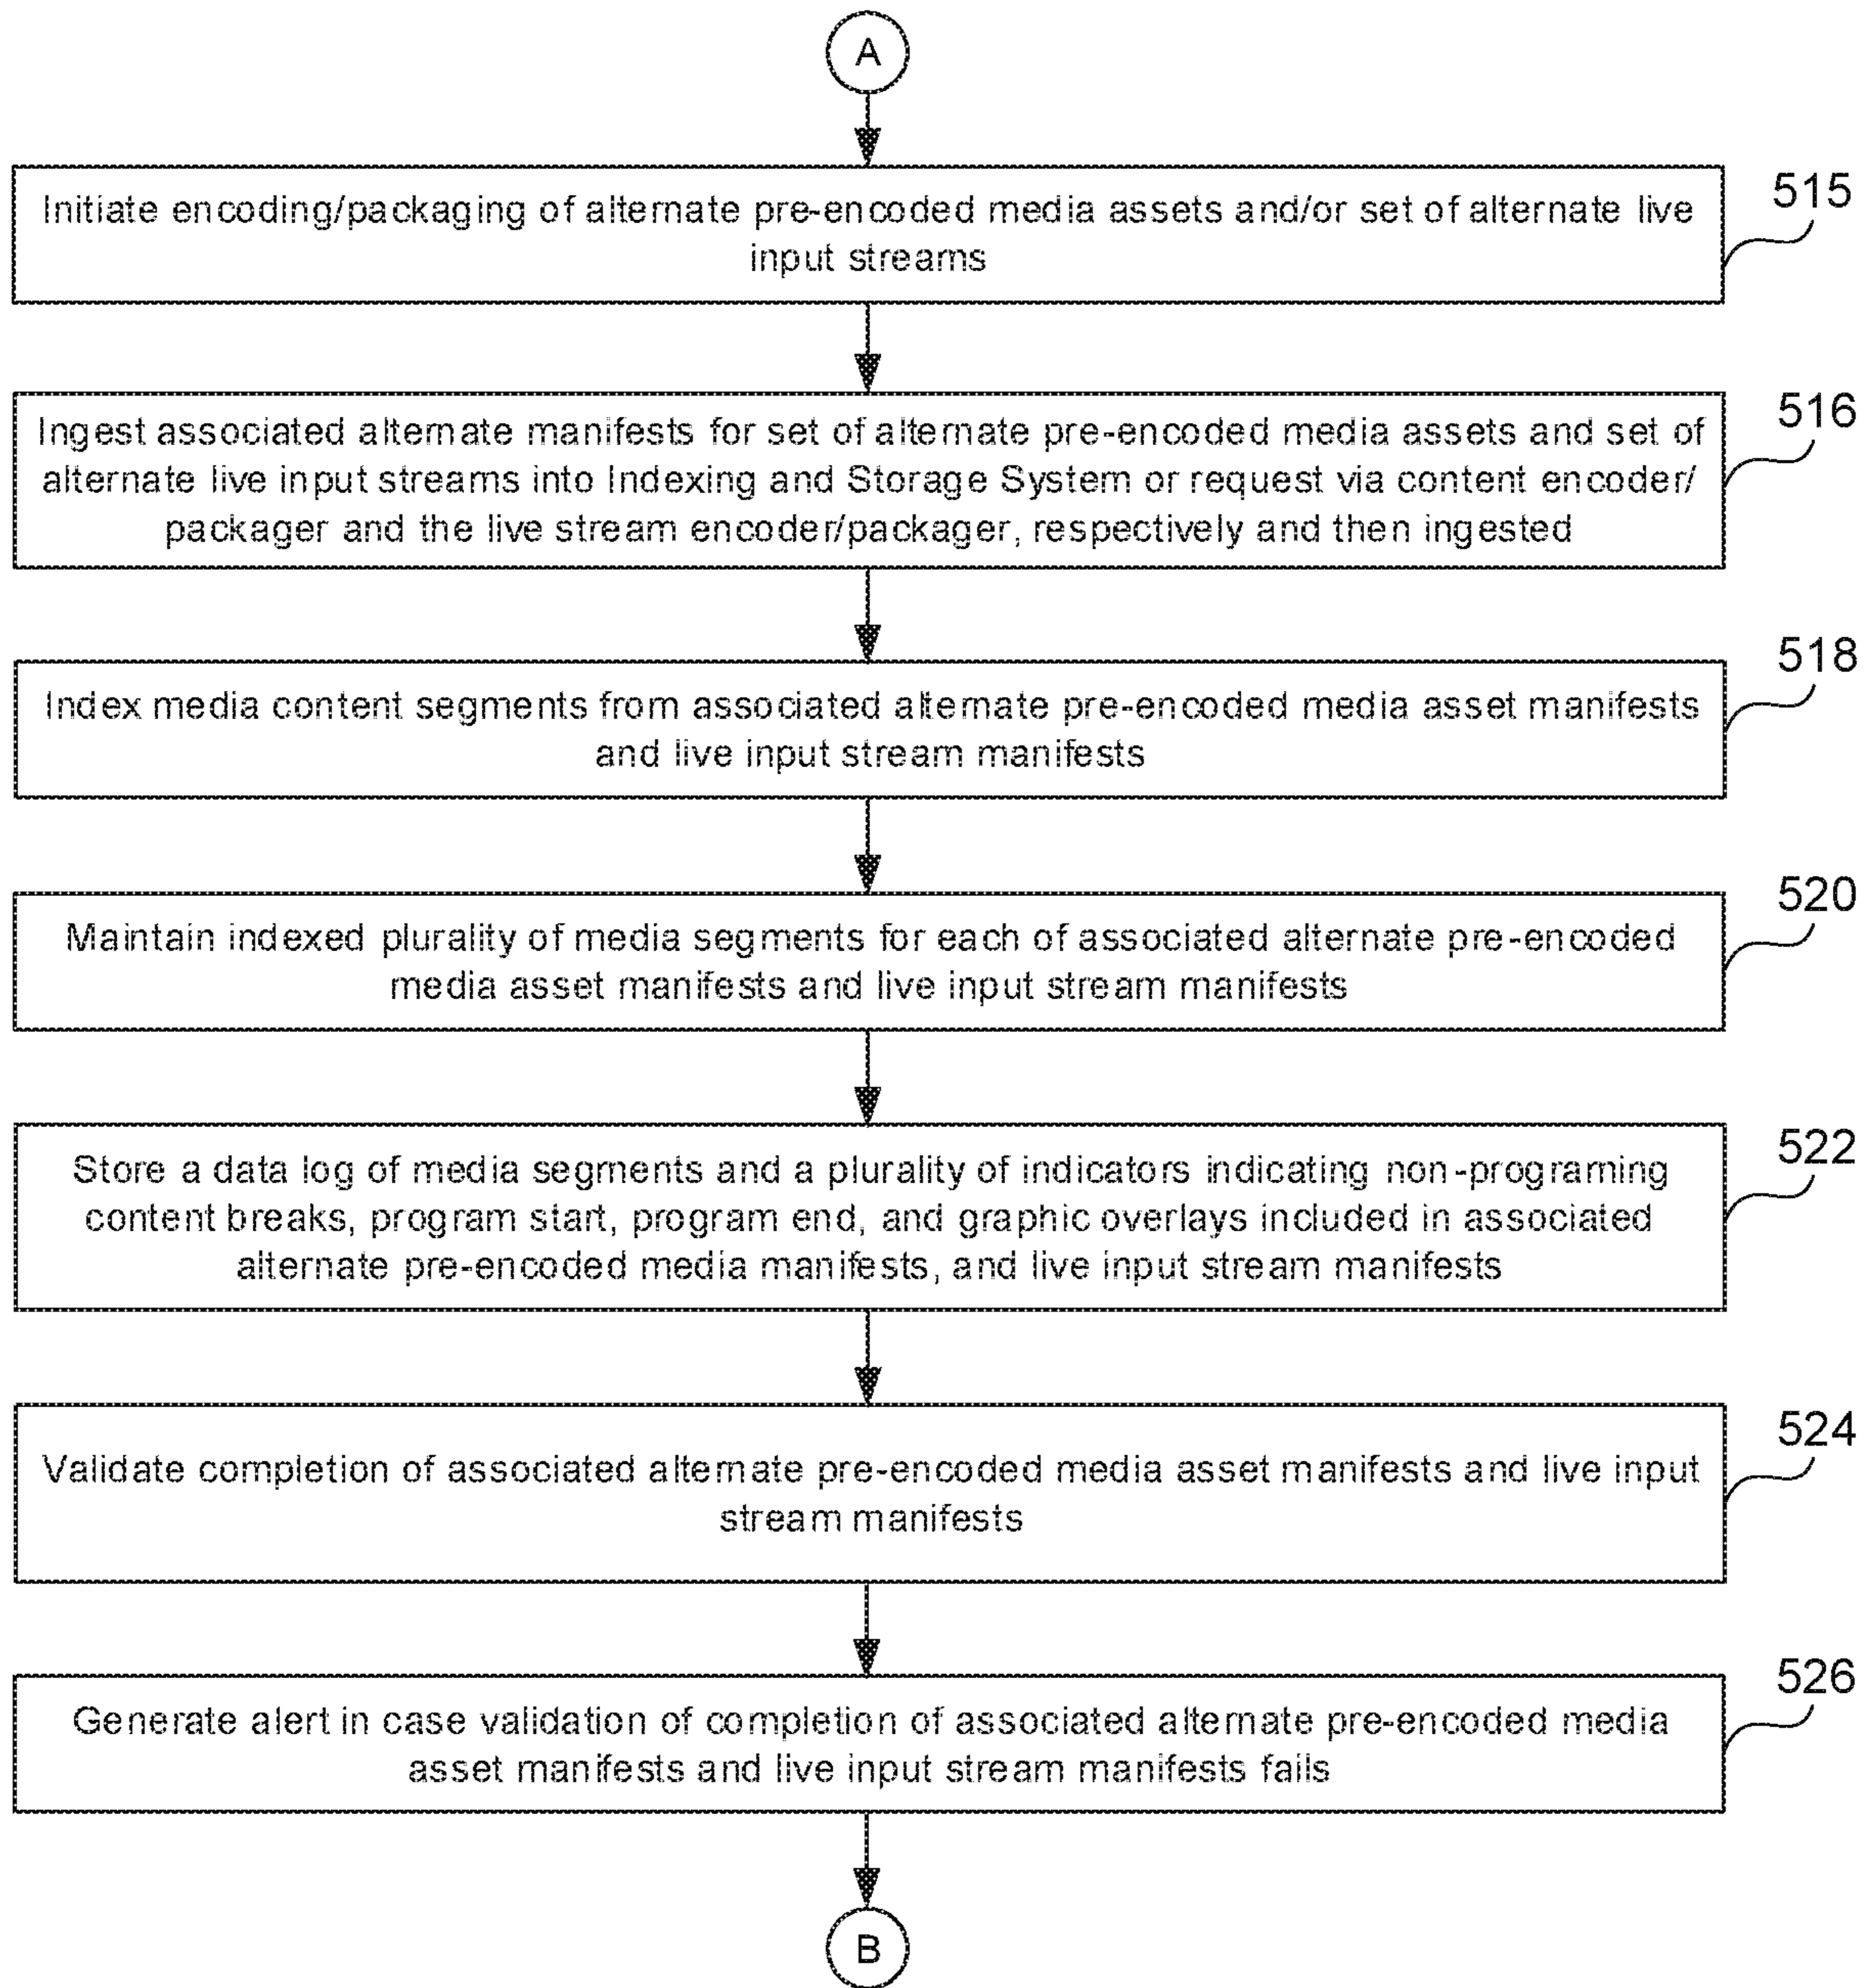 A
Initiate encoding/packaging of alternate pre-encoded media assets and/or set of alternate live
input streams
515
Ingest associated alternate manifests for set of alternate pre-encoded media assets and set of
alternate live input streams into Indexing and Storage System or request via content encoder/
packager and the live stream encoder/packager, respectively and then ingested
516
Index media content segments from associated alternate pre-encoded media asset manifests
and live input stream manifests
518
Maintain indexed plurality of media segments for each of associated alternate pre-encoded
media asset manifests and live input stream manifests
520
Store a data log of media segments and a plurality of indicators indicating non-programing
content breaks, program start, program end, and graphic overlays included in associated
alternate pre-encoded media manifests, and live input stream manifests
522
Validate completion of associated alternate pre-encoded media asset manifests and live input
stream manifests
524
Generate alert in case validation of completion of associated alternate pre-encoded media
asset manifests and live input stream manifests fails
526
B